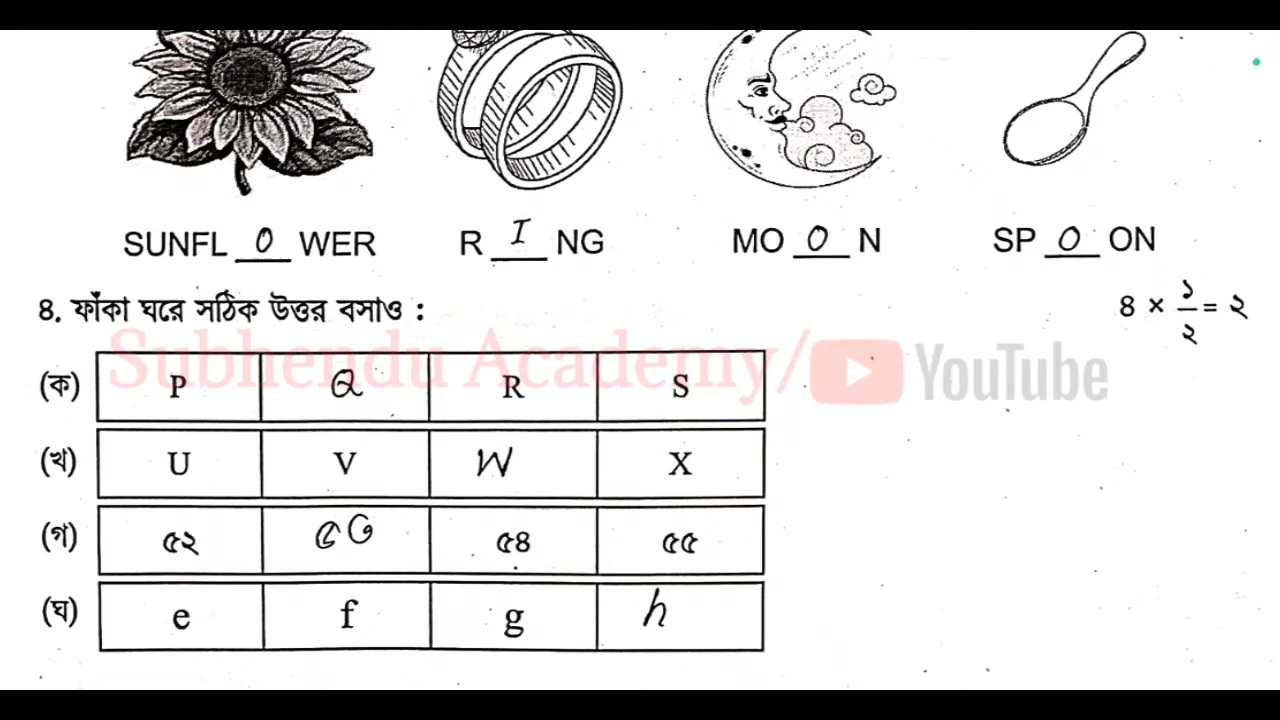 SUNFL O WER R I NG MO O N SP O ON
৪. ফাঁকা ঘরে সঠিক উত্তর বসাও : ৪ × ১/২ = ২
Subhendu Academy/ YouTube
(ক) P Q R S
(খ) U V W X
(গ) ৫২ ৫৩ ৫৪ ৫৫
(ঘ) e f g h